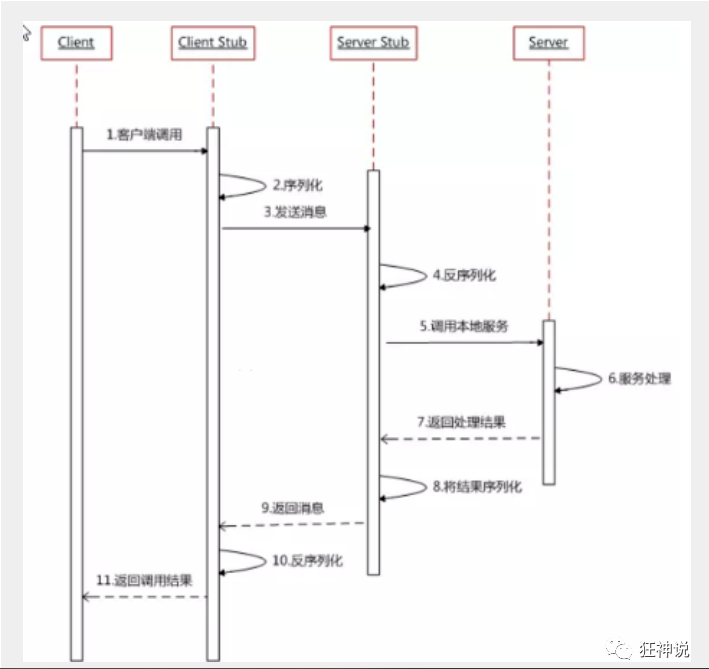 Client
Client Stub
Server Stub
Server
1.客户端调用
2.序列化
3.发送消息
4.反序列化
5.调用本地服务
6.服务处理
7.返回处理结果
8.将结果序列化
9.返回消息
10.反序列化
11.返回调用结果
狂神说